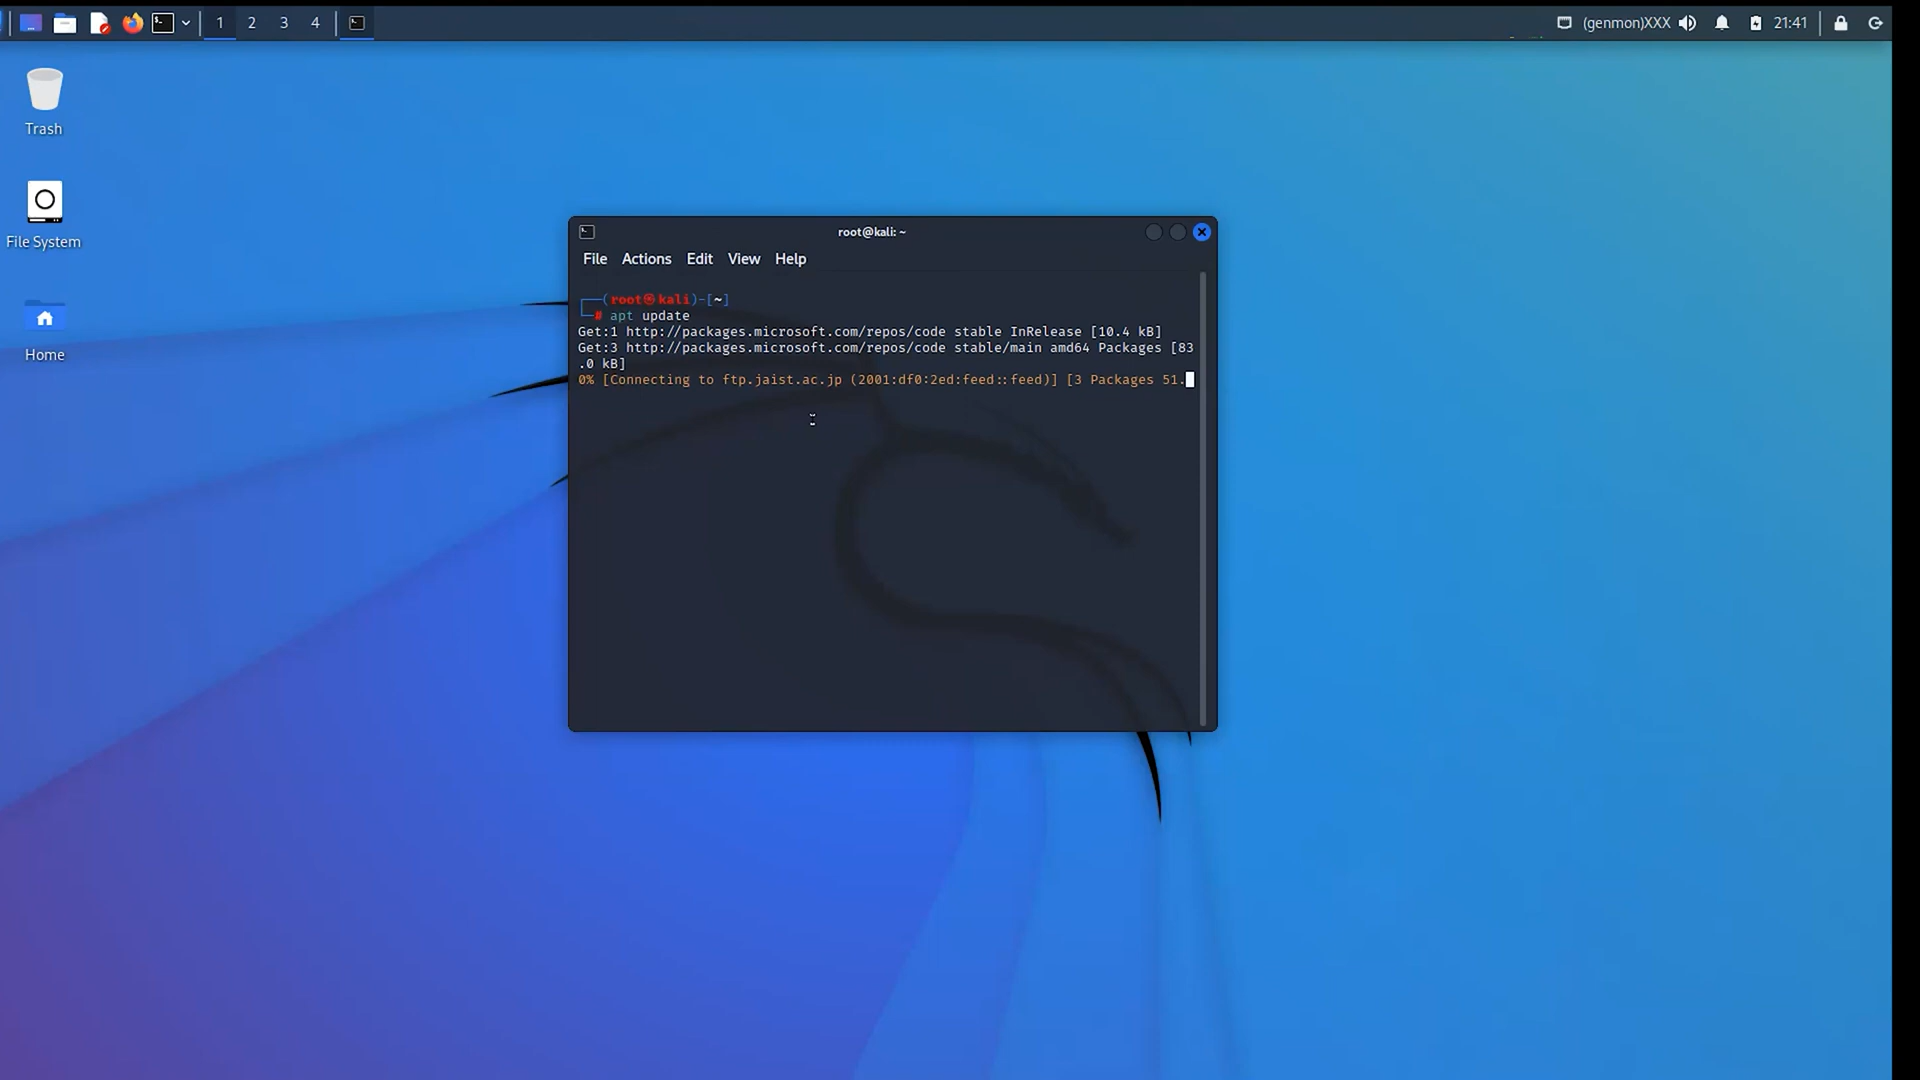 1 2 3 4 (genmon)XXX 21:41
Trash
File System
Home
root@kali: ~
File Actions Edit View Help
┌──(root㉿kali)-[~]
└─# apt update
Get:1 http://packages.microsoft.com/repos/code stable InRelease [10.4 kB]
Get:3 http://packages.microsoft.com/repos/code stable/main amd64 Packages [83
.0 kB]
0% [Connecting to ftp.jaist.ac.jp (2001:df0:2ed:feed::feed)] [3 Packages 51.